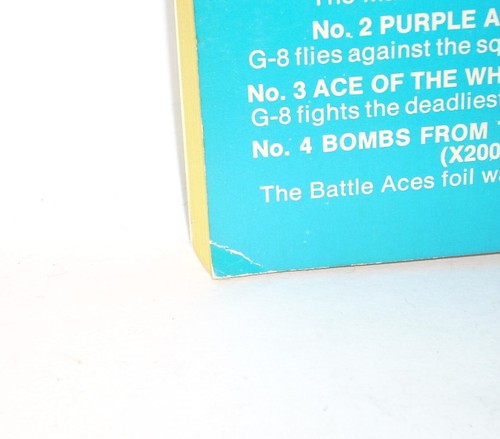 No. 2 PURPLE A
G-8 flies against the sq
No. 3 ACE OF THE WH
G-8 fights the deadlies
No. 4 BOMBS FROM
(X200
The Battle Aces foil w